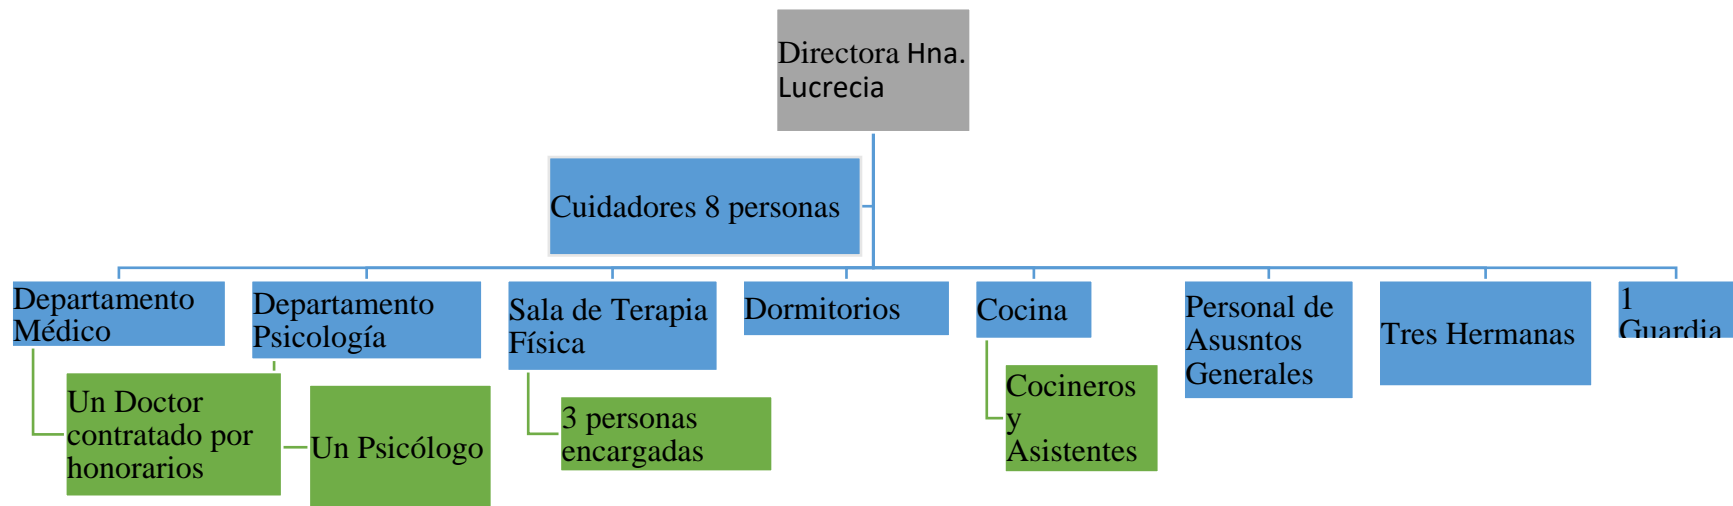 Directora Hna.
Lucrecia
Cuidadores 8 personas
Departamento
Médico
Departamento
Psicología
Sala de Terapia
Física
Dormitorios
Cocina
Personal de
Asusntos
Generales
Tres Hermanas
1
Guardia
Un Doctor
contratado por
honorarios
Un Psicólogo
3 personas
encargadas
Cocineros
y
Asistentes